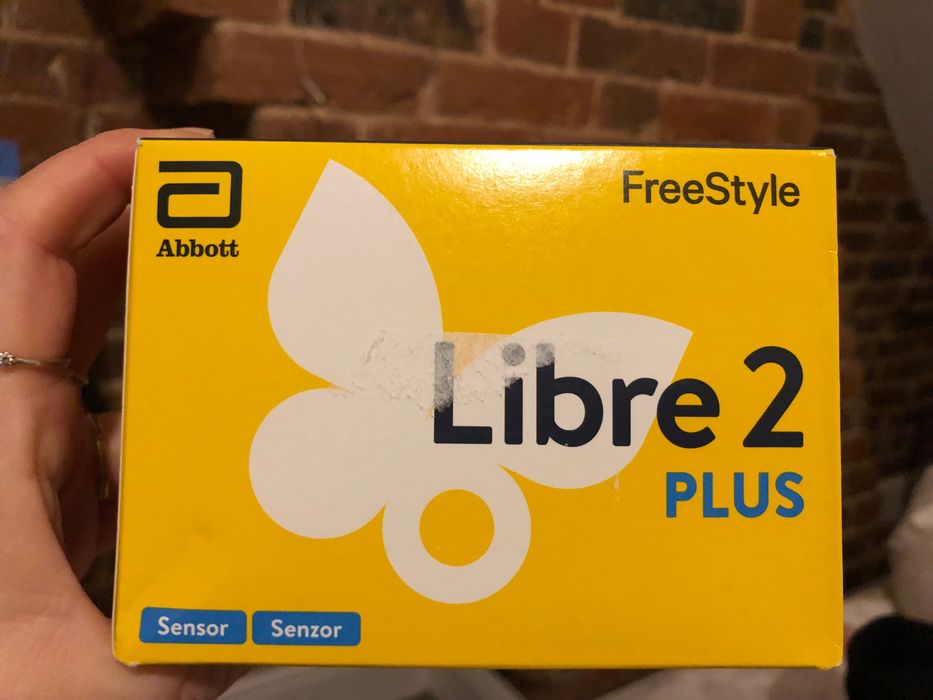 Abbott
FreeStyle
Libre 2
PLUS
Sensor Senzor